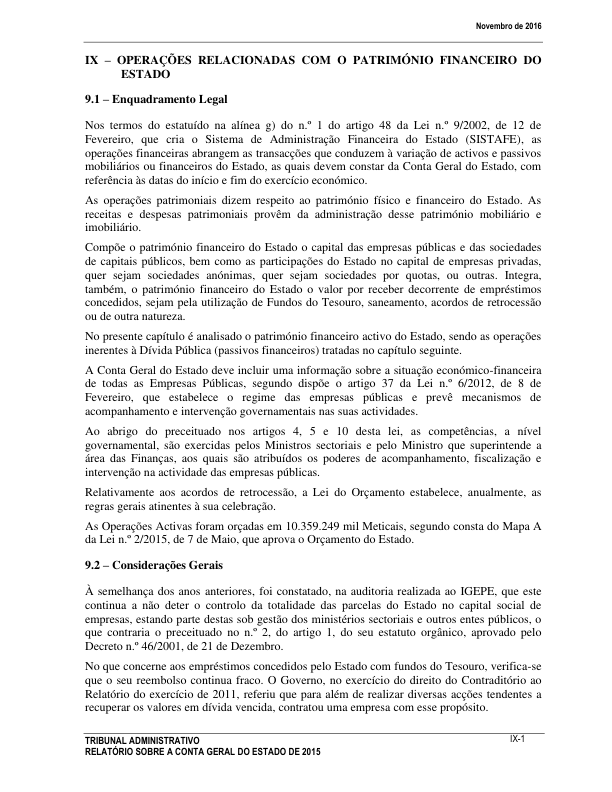 Novembro de 2016
IX – OPERAÇÕES RELACIONADAS COM O PATRIMÓNIO FINANCEIRO DO
ESTADO
9.1 – Enquadramento Legal
Nos termos do estatuído na alínea g) do n.º 1 do artigo 48 da Lei n.º 9/2002, de 12 de
Fevereiro, que cria o Sistema de Administração Financeira do Estado (SISTAFE), as
operações financeiras abrangem as transacções que conduzem à variação de activos e passivos
mobiliários ou financeiros do Estado, as quais devem constar da Conta Geral do Estado, com
referência às datas do início e fim do exercício económico.
As operações patrimoniais dizem respeito ao património físico e financeiro do Estado. As
receitas e despesas patrimoniais provêm da administração desse património mobiliário e
imobiliário.
Compõe o património financeiro do Estado o capital das empresas públicas e das sociedades
de capitais públicos, bem como as participações do Estado no capital de empresas privadas,
quer sejam sociedades anónimas, quer sejam sociedades por quotas, ou outras. Integra,
também, o património financeiro do Estado o valor por receber decorrente de empréstimos
concedidos, sejam pela utilização de Fundos do Tesouro, saneamento, acordos de retrocessão
ou de outra natureza.
No presente capítulo é analisado o património financeiro activo do Estado, sendo as operações
inerentes à Dívida Pública (passivos financeiros) tratadas no capítulo seguinte.
A Conta Geral do Estado deve incluir uma informação sobre a situação económico-financeira
de todas as Empresas Públicas, segundo dispõe o artigo 37 da Lei n.º 6/2012, de 8 de
Fevereiro, que estabelece o regime das empresas públicas e prevê mecanismos de
acompanhamento e intervenção governamentais nas suas actividades.
Ao abrigo do preceituado nos artigos 4, 5 e 10 desta lei, as competências, a nível
governamental, são exercidas pelos Ministros sectoriais e pelo Ministro que superintende a
área das Finanças, aos quais são atribuídos os poderes de acompanhamento, fiscalização e
intervenção na actividade das empresas públicas.
Relativamente aos acordos de retrocessão, a Lei do Orçamento estabelece, anualmente, as
regras gerais atinentes à sua celebração.
As Operações Activas foram orçadas em 10.359.249 mil Meticais, segundo consta do Mapa A
da Lei n.º 2/2015, de 7 de Maio, que aprova o Orçamento do Estado.
9.2 – Considerações Gerais
À semelhança dos anos anteriores, foi constatado, na auditoria realizada ao IGEPE, que este
continua a não deter o controlo da totalidade das parcelas do Estado no capital social de
empresas, estando parte destas sob gestão dos ministérios sectoriais e outros entes públicos, o
que contraria o preceituado no n.º 2, do artigo 1, do seu estatuto orgânico, aprovado pelo
Decreto n.º 46/2001, de 21 de Dezembro.
No que concerne aos empréstimos concedidos pelo Estado com fundos do Tesouro, verifica-se
que o seu reembolso continua fraco. O Governo, no exercício do direito do Contraditório ao
Relatório do exercício de 2011, referiu que para além de realizar diversas acções tendentes a
recuperar os valores em dívida vencida, contratou uma empresa com esse propósito.
TRIBUNAL ADMINISTRATIVO
RELATÓRIO SOBRE A CONTA GERAL DO ESTADO DE 2015
IX-1